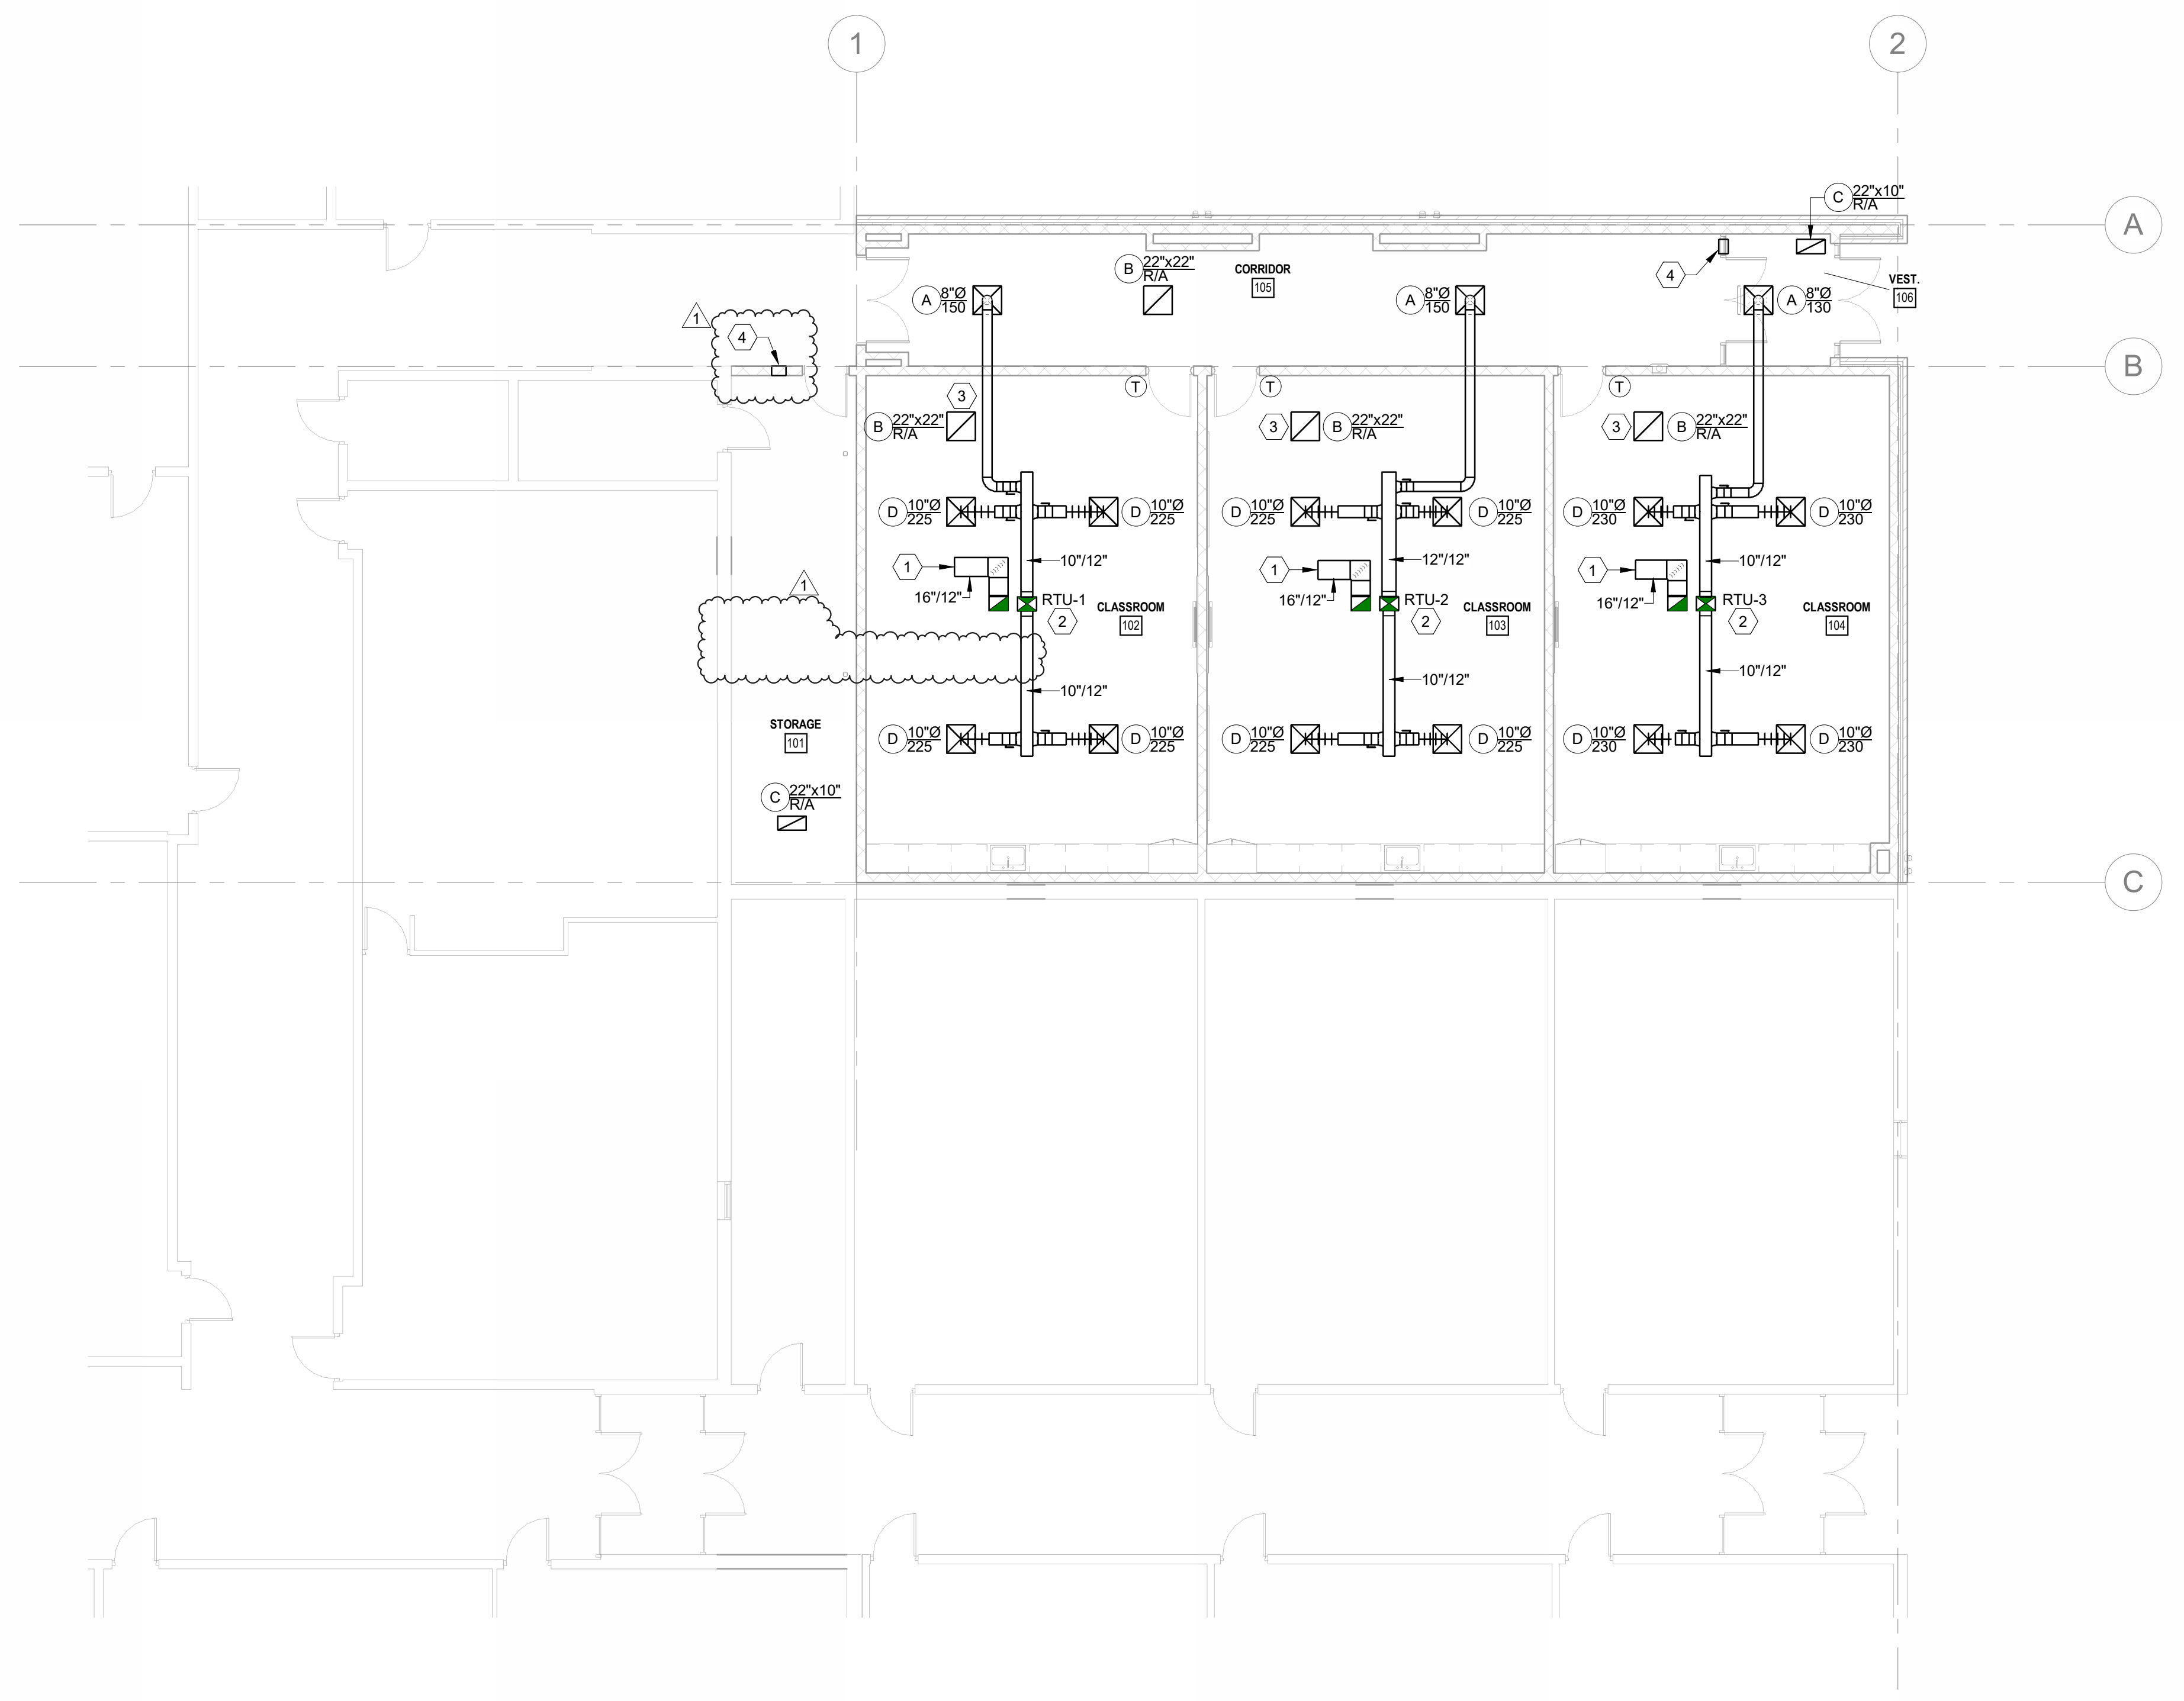 1
2
C 22"x10"
R/A
A
B 22"x22"
R/A
CORRIDOR
105
4
VEST.
106
A 8"Ø
150
A 8"Ø
150
A 8"Ø
130
1
4
B
T
T
T
3
B 22"x22"
R/A
3
B 22"x22"
R/A
3
B 22"x22"
R/A
D 10"Ø
225
D 10"Ø
225
D 10"Ø
225
D 10"Ø
225
D 10"Ø
230
D 10"Ø
230
1
10"/12"
1
12"/12"
1
10"/12"
1
16"/12"
RTU-1
2
CLASSROOM
102
16"/12"
RTU-2
2
CLASSROOM
103
16"/12"
RTU-3
2
CLASSROOM
104
10"/12"
10"/12"
10"/12"
STORAGE
101
D 10"Ø
225
D 10"Ø
225
D 10"Ø
225
D 10"Ø
225
D 10"Ø
230
D 10"Ø
230
C 22"x10"
R/A
C